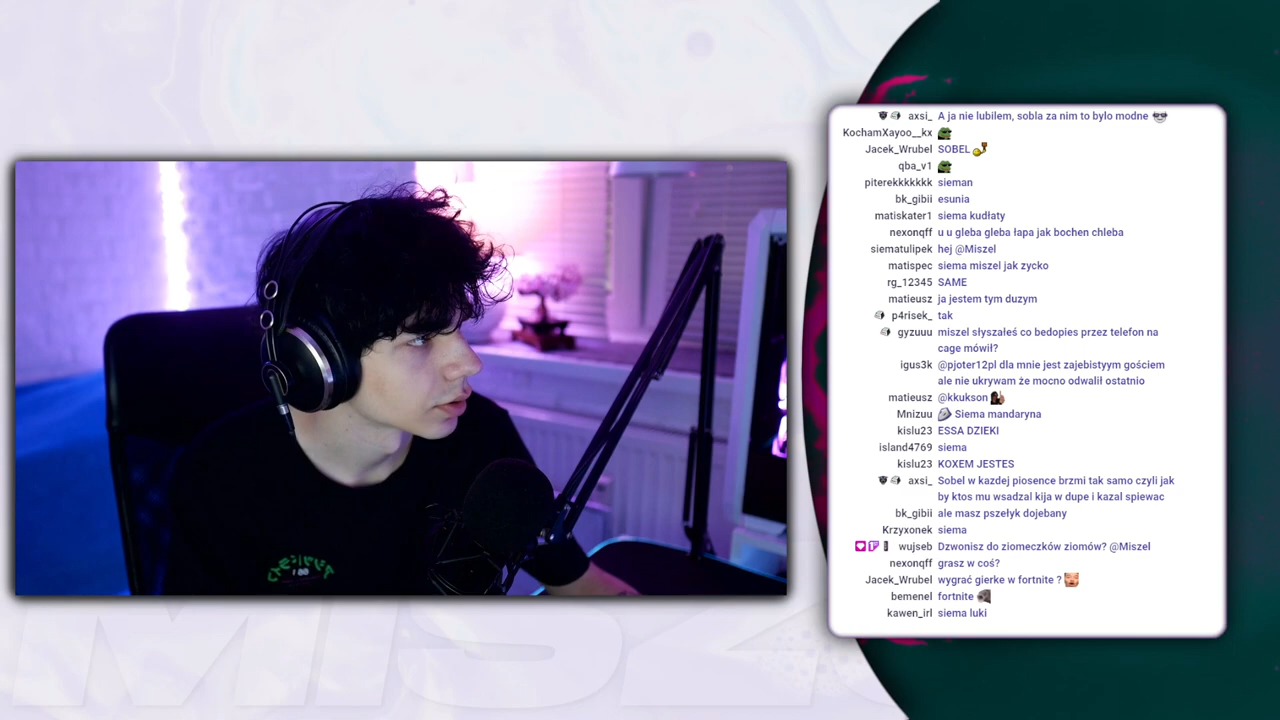 axsi_ A ja nie lubilem, sobla za nim to bylo modne
KochamXayoo__kx
Jacek_Wrubel SOBEL
qba_v1
piterekkkkkkk sieman
bk_gibii esunia
matiskater1 siema kudłaty
nexonqff u u gleba gleba łapa jak bochen chleba
siematulipek hej @Miszel
matispec siema miszel jak zycko
rg_12345 SAME
mateusz ja jestem tym duzym
p4risek_ tak
gyzuuu miszel słyszałeś co bedopies przez telefon na
cage mówił?
igus3k @pjoter12pl dla mnie jest zajebistyym gościem
ale nie ukrywam że mocno odwalił ostatnio
mateusz @kkukson
Mnizuu Siema mandaryna
kislu23 ESSA DZIEKI
island4769 siema
kislu23 KOXEM JESTES
axsi_ Sobel w kazdej piosence brzmi tak samo czyli jak
by ktos mu wsadzal kija w dupe i kazal spiewac
bk_gibii ale masz pszełyk dojebany
Krzyxonek siema
wujseb Dzwonisz do ziomeczków ziomów? @Miszel
nexonqff grasz w coś?
Jacek_Wrubel wygrać gierke w fortnite ?
bemenel fortnite
kawen_irl siema luki